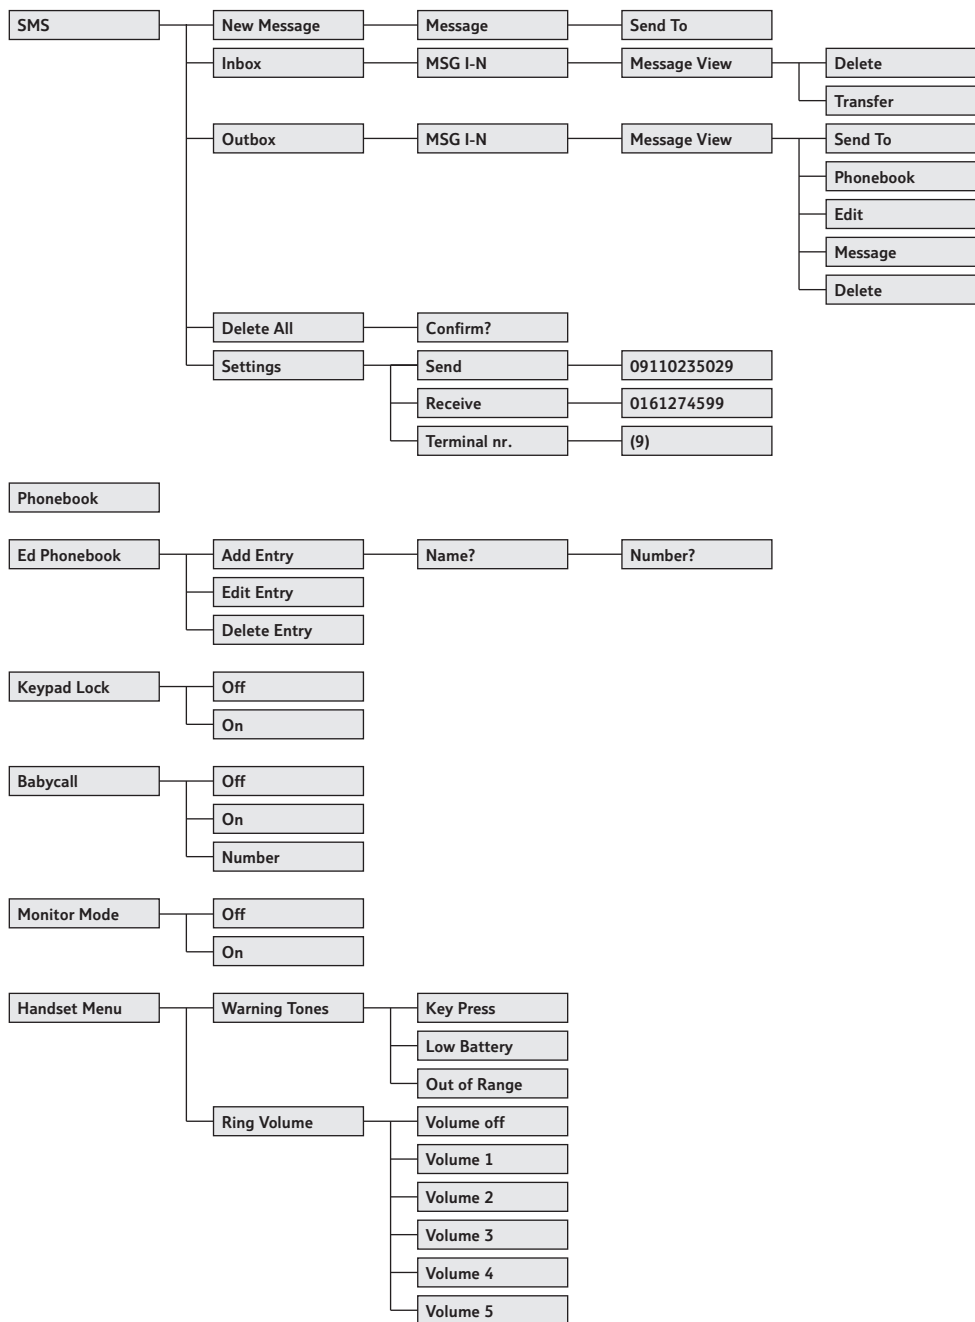 SMS New Message Message Send To
Inbox MSG I-N Message View Delete
Transfer
Outbox MSG I-N Message View Send To
Phonebook
Edit
Message
Delete
Delete All Confirm?
Settings Send 09110235029
Receive 0161274599
Terminal nr. (9)
Phonebook
Ed Phonebook Add Entry Name? Number?
Edit Entry
Delete Entry
Keypad Lock Off
On
Babycall Off
On
Number
Monitor Mode Off
On
Handset Menu Warning Tones Key Press
Low Battery
Out of Range
Ring Volume Volume off
Volume 1
Volume 2
Volume 3
Volume 4
Volume 5